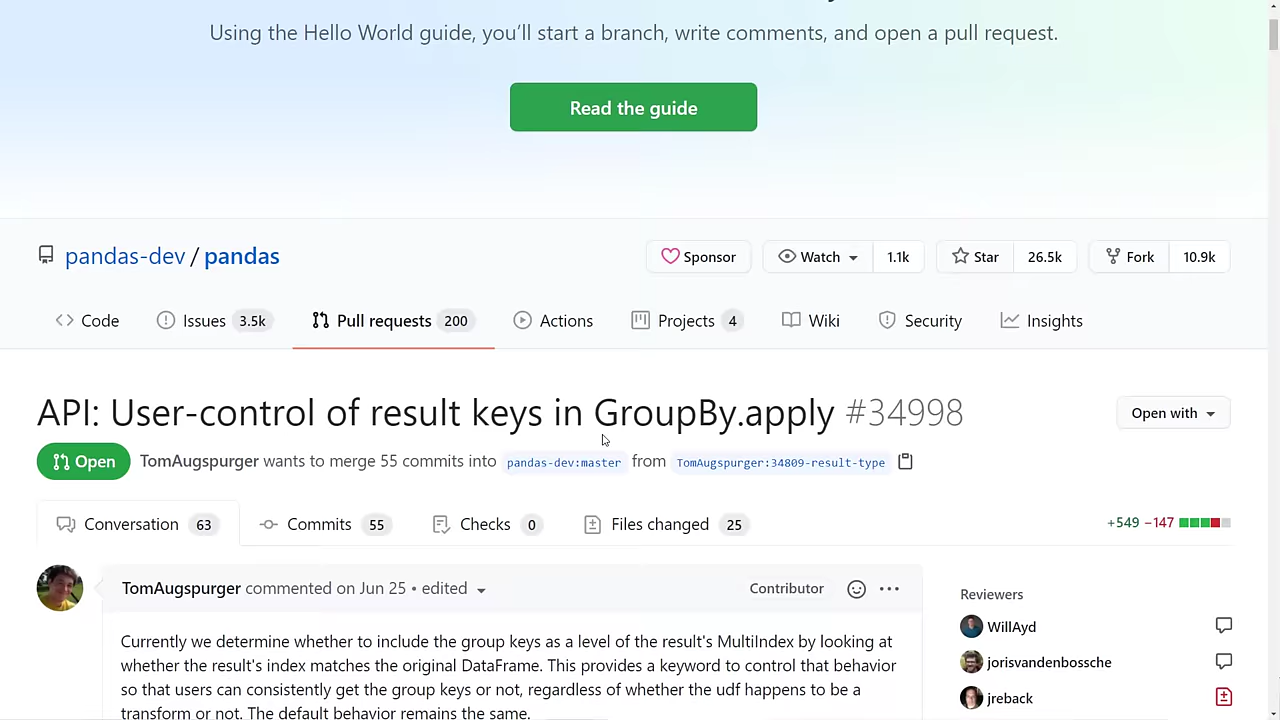 Using the Hello World guide, you’ll start a branch, write comments, and open a pull request.
Read the guide
pandas-dev / pandas
Sponsor
Watch 1.1k
Star 26.5k
Fork 10.9k
Code
Issues 3.5k
Pull requests 200
Actions
Projects 4
Wiki
Security
Insights
API: User-control of result keys in GroupBy.apply #34998
Open with
Open TomAugspurger wants to merge 55 commits into pandas-dev:master from TomAugspurger:34809-result-type
Conversation 63
Commits 55
Checks 0
Files changed 25
+549 −147
TomAugspurger commented on Jun 25 • edited
Contributor
Currently we determine whether to include the group keys as a level of the result's MultiIndex by looking at
whether the result's index matches the original DataFrame. This provides a keyword to control that behavior
so that users can consistently get the group keys or not, regardless of whether the udf happens to be a
transform or not. The default behavior remains the same.
Reviewers
WillAyd
jorisvandenbossche
jreback